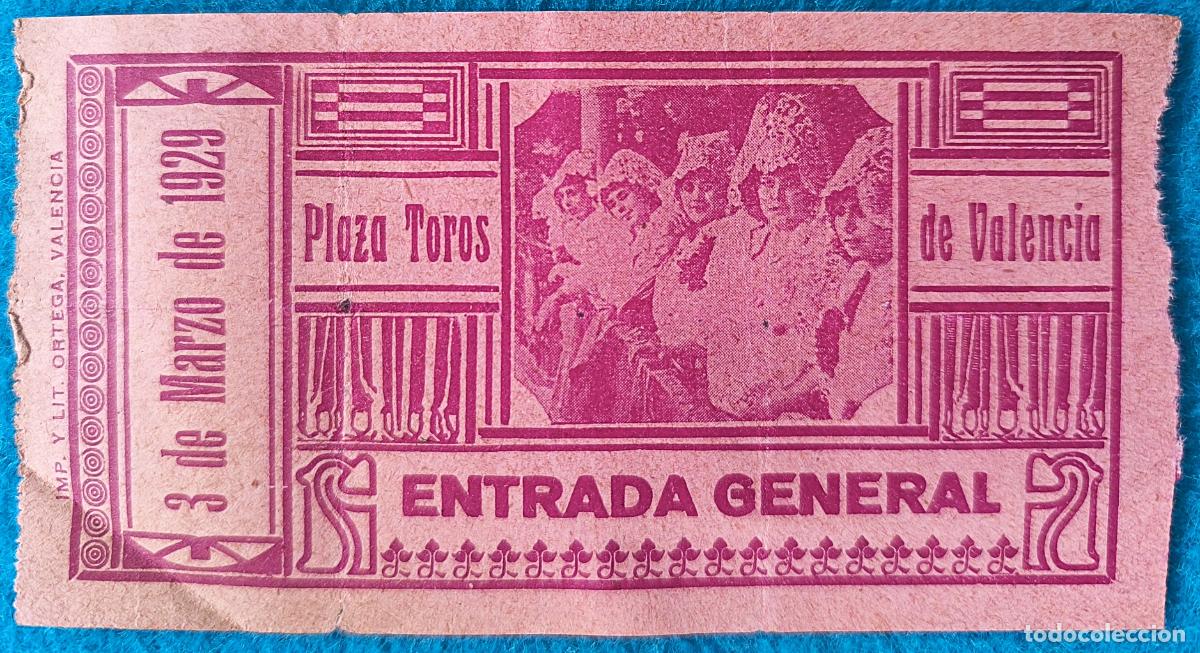 IMP. Y LIT. ORTEGA, VALENCIA
3 de Marzo de 1929
Plaza Toros
de Valencia
ENTRADA GENERAL
todocoleccion